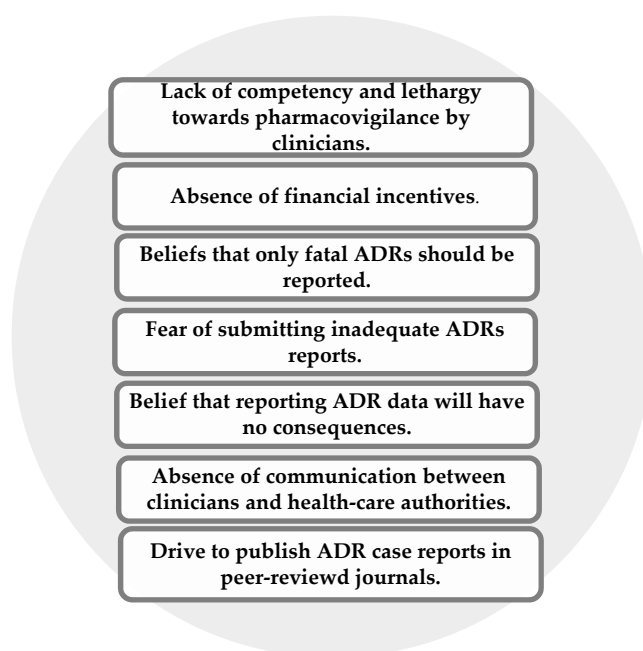 Lack of competency and lethargy
towards pharmacovigilance by
clinicians.
Absence of financial incentives.
Beliefs that only fatal ADRs should be
reported.
Fear of submitting inadequate ADRs
reports.
Belief that reporting ADR data will have
no consequences.
Absence of communication between
clinicians and health-care authorities.
Drive to publish ADR case reports in
peer-reviewd journals.